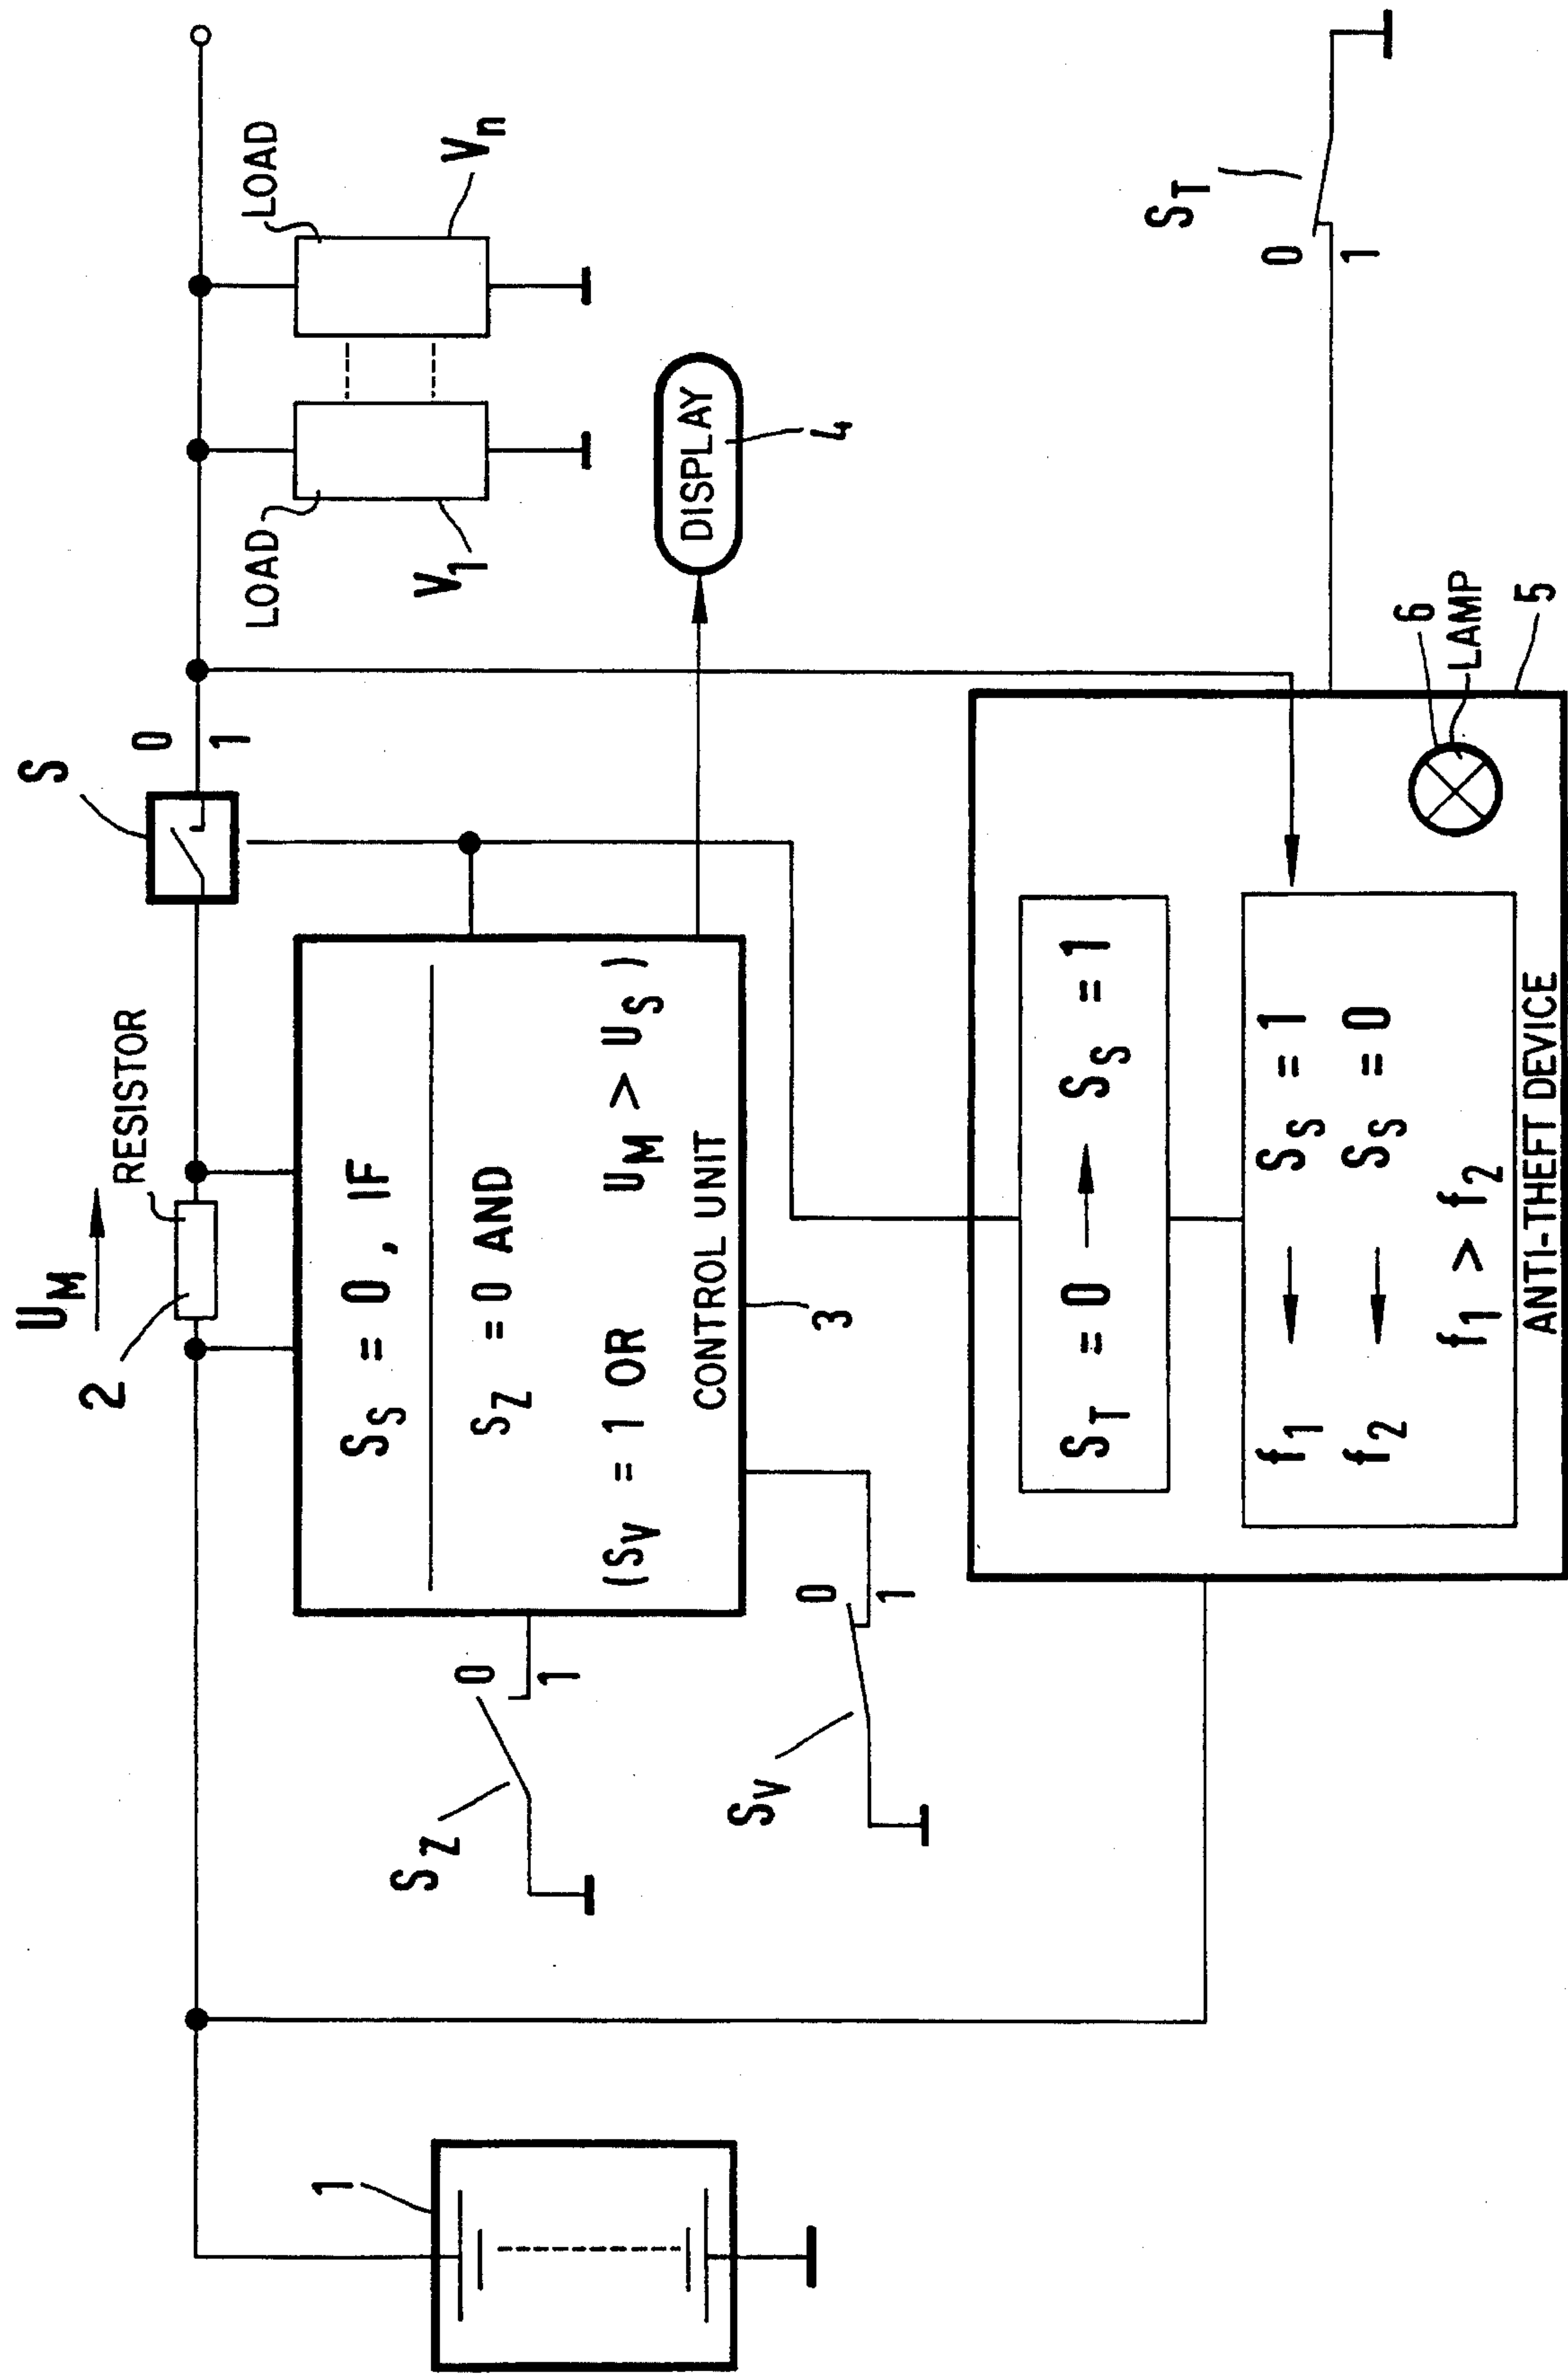 U_M
RESISTOR
2
S
0
1
LOAD
LOAD
V_1
V_n
S_S = 0, IF
S_Z = 0 AND
(S_V = 1 OR U_M > U_S)
CONTROL UNIT
3
DISPLAY
4
1
S_Z
0
1
S_V
0
1
S_T = 0 → S_S = 1
f_1 ← S_S = 1
f_2 ← S_S = 0
f_1 > f_2
ANTI-THEFT DEVICE
6
LAMP
5
S_T
0
1